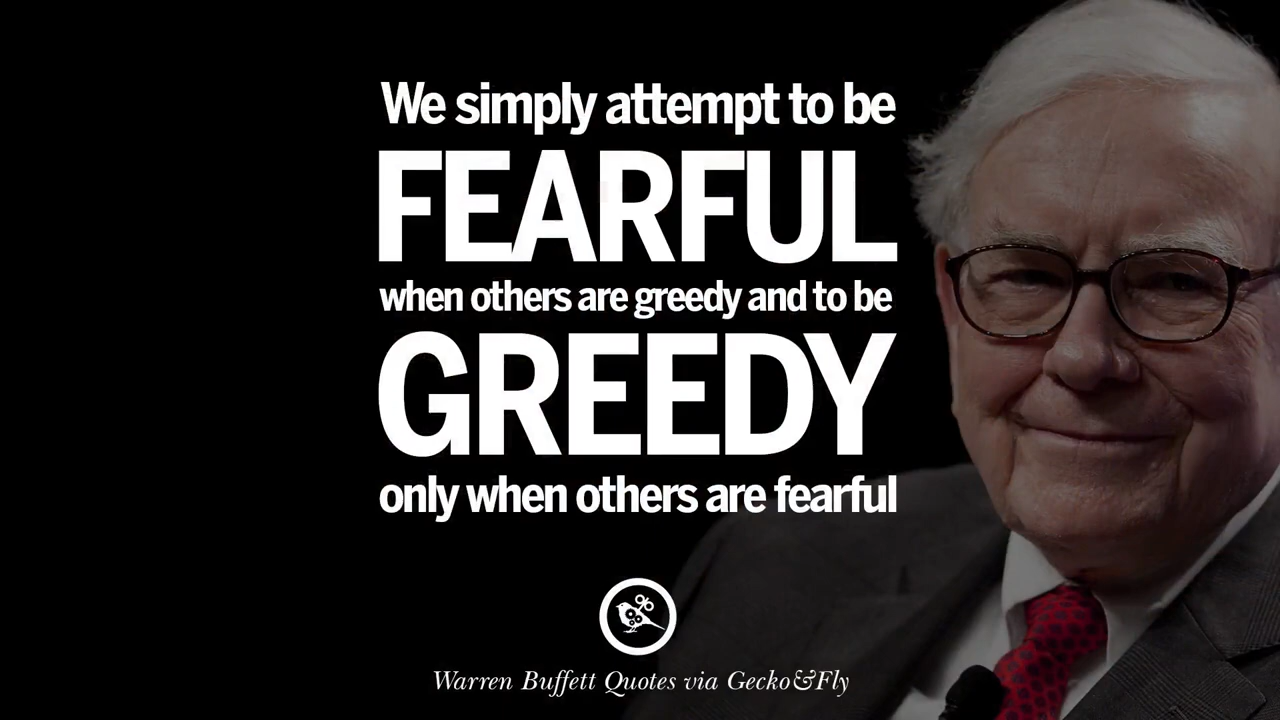 We simply attempt to be
FEARFUL
when others are greedy and to be
GREEDY
only when others are fearful
Warren Buffett Quotes via Gecko&Fly